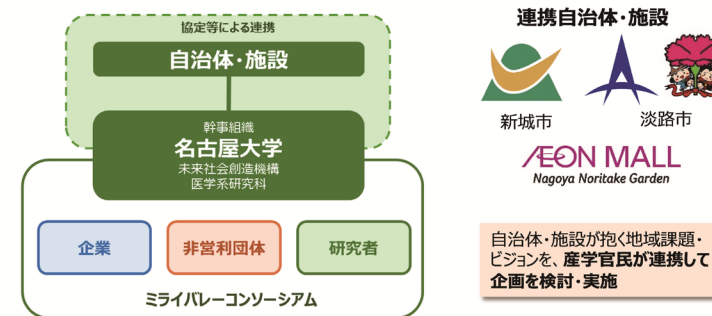 協定等による連携
自治体・施設
幹事組織
名古屋大学
未来社会創造機構
医学系研究科
企業
非営利団体
研究者
ミライバレーコンソーシアム
連携自治体・施設
新城市
淡路市
ÆON MALL
Nagoya Noritake Garden
自治体・施設が抱く地域課題・
ビジョンを、産学官民が連携して
企画を検討・実施